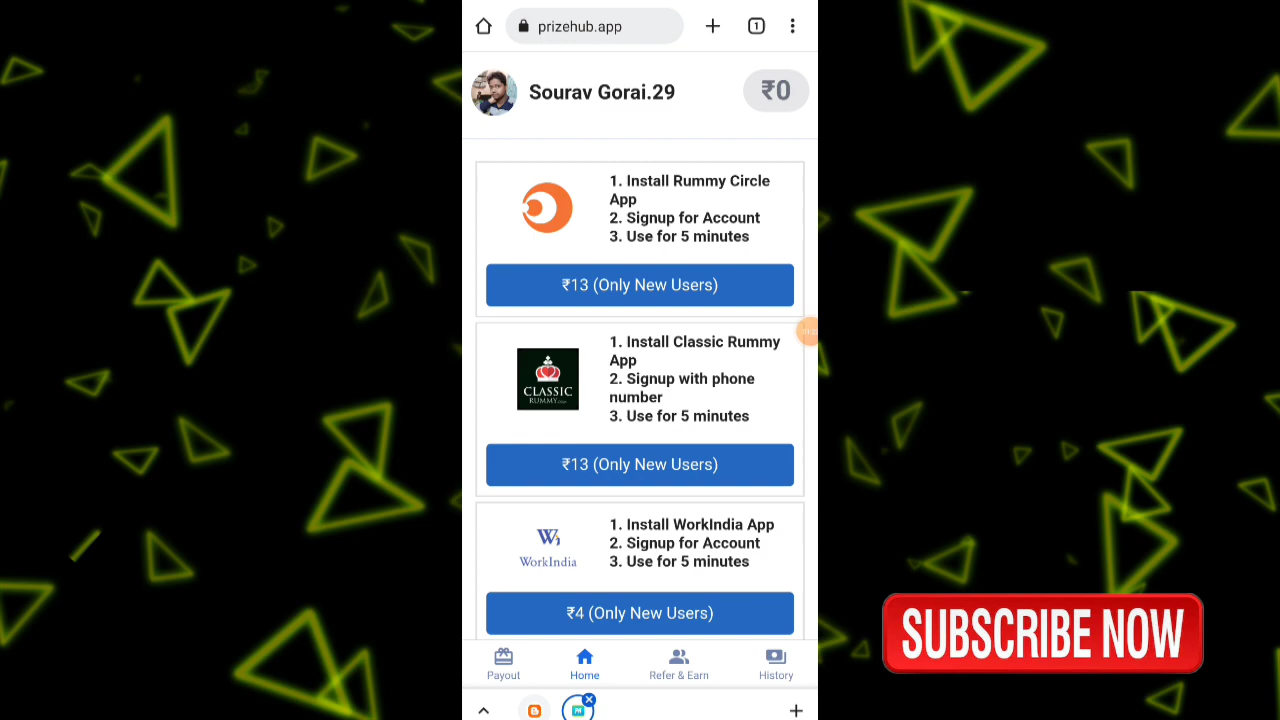 prizehub.app
1
Sourav Gorai.29
₹0
1. Install Rummy Circle
App
2. Signup for Account
3. Use for 5 minutes
₹13 (Only New Users)
1. Install Classic Rummy
App
2. Signup with phone
number
3. Use for 5 minutes
CLASSIC
RUMMY.com
₹13 (Only New Users)
1. Install WorkIndia App
2. Signup for Account
3. Use for 5 minutes
W
WorkIndia
₹4 (Only New Users)
Payout
Home
Refer & Earn
History
SUBSCRIBE NOW